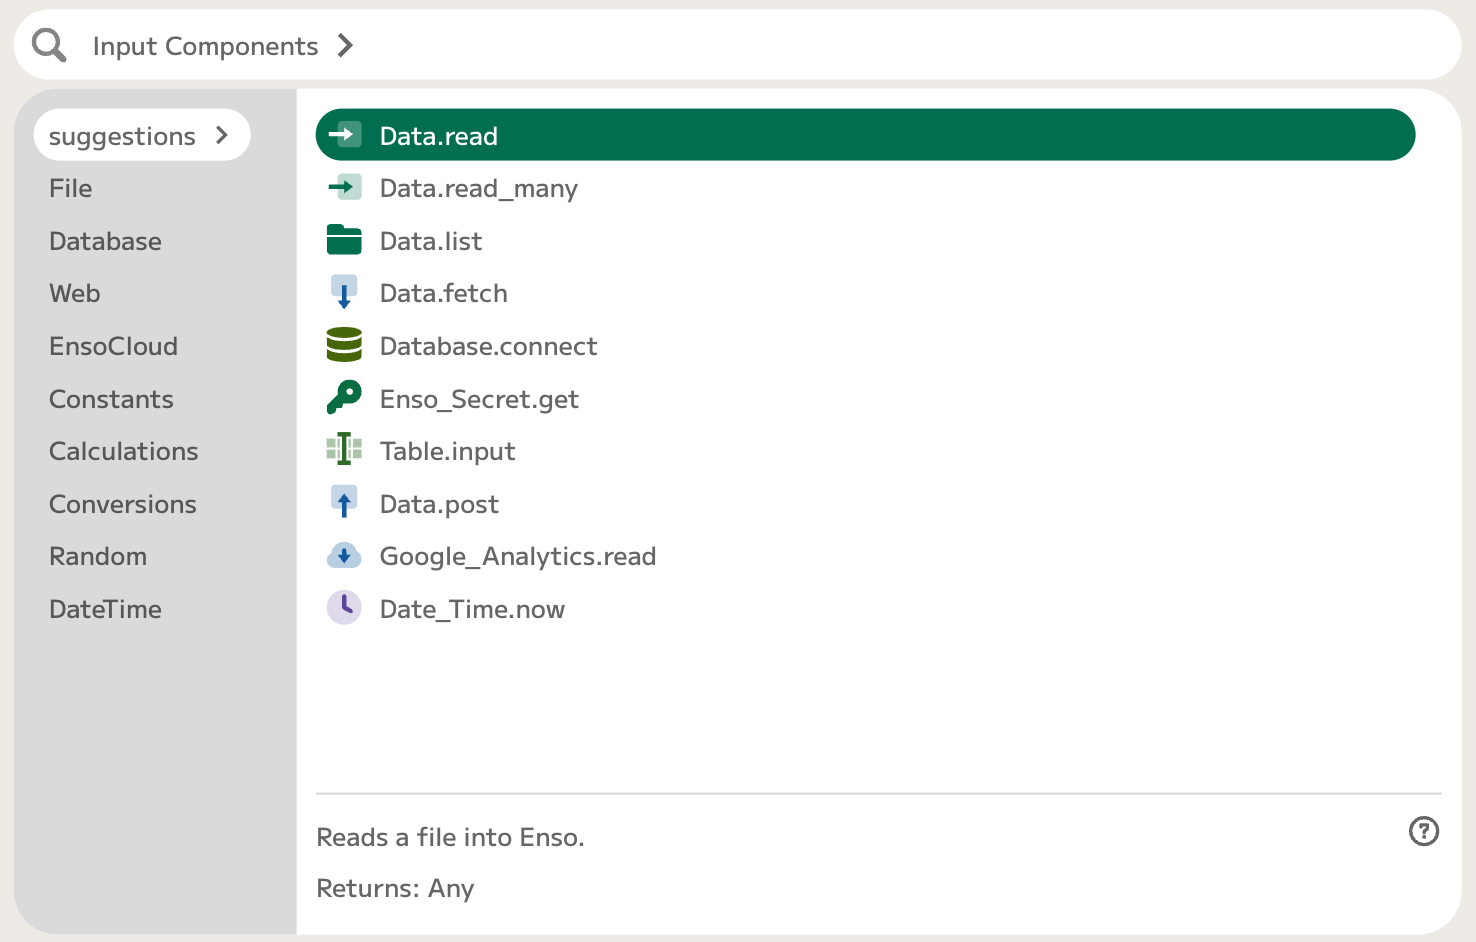 Input Components
suggestions
File
Database
Web
EnsoCloud
Constants
Calculations
Conversions
Random
DateTime
Data.read
Data.read_many
Data.list
Data.fetch
Database.connect
Enso_Secret.get
Table.input
Data.post
Google_Analytics.read
Date_Time.now
Reads a file into Enso.
Returns: Any